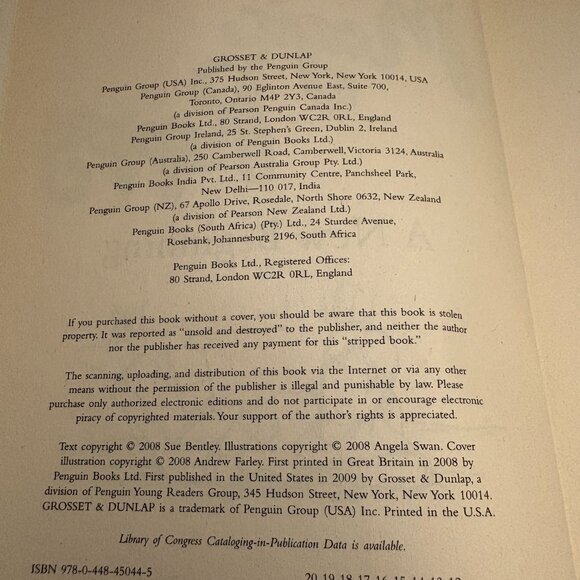 GROSSET & DUNLAP
Published by the Penguin Group
Penguin Group (USA) Inc., 375 Hudson Street, New York, New York 10014, USA
Penguin Group (Canada), 90 Eglinton Avenue East, Suite 700,
Toronto, Ontario M4P 2Y3, Canada
(a division of Pearson Penguin Canada Inc.)
Penguin Books Ltd., 80 Strand, London WC2R 0RL, England
Penguin Group Ireland, 25 St. Stephen's Green, Dublin 2, Ireland
(a division of Penguin Books Ltd.)
Penguin Group (Australia), 250 Camberwell Road, Camberwell, Victoria 3124, Australia
(a division of Pearson Australia Group Pty. Ltd.)
Penguin Books India Pvt. Ltd., 11 Community Centre, Panchsheel Park,
New Delhi—110 017, India
Penguin Group (NZ), 67 Apollo Drive, Rosedale, North Shore 0632, New Zealand
(a division of Pearson New Zealand Ltd.)
Penguin Books (South Africa) (Pty.) Ltd., 24 Sturdee Avenue,
Rosebank, Johannesburg 2196, South Africa
Penguin Books Ltd., Registered Offices:
80 Strand, London WC2R 0RL, England
If you purchased this book without a cover, you should be aware that this book is stolen
property. It was reported as "unsold and destroyed" to the publisher, and neither the author
nor the publisher has received any payment for this "stripped book."
The scanning, uploading, and distribution of this book via the Internet or via any other
means without the permission of the publisher is illegal and punishable by law. Please
purchase only authorized electronic editions and do not participate in or encourage electronic
piracy of copyrighted materials. Your support of the author's rights is appreciated.
Text copyright © 2008 Sue Bentley. Illustrations copyright © 2008 Angela Swan. Cover
illustration copyright © 2008 Andrew Farley. First printed in Great Britain in 2008 by
Penguin Books Ltd. First published in the United States in 2009 by Grosset & Dunlap, a
division of Penguin Young Readers Group, 345 Hudson Street, New York, New York 10014.
GROSSET & DUNLAP is a trademark of Penguin Group (USA) Inc. Printed in the U.S.A.
Library of Congress Cataloging-in-Publication Data is available.
ISBN 978-0-448-45044-5
20 19 18 17 16 15 14 13 12